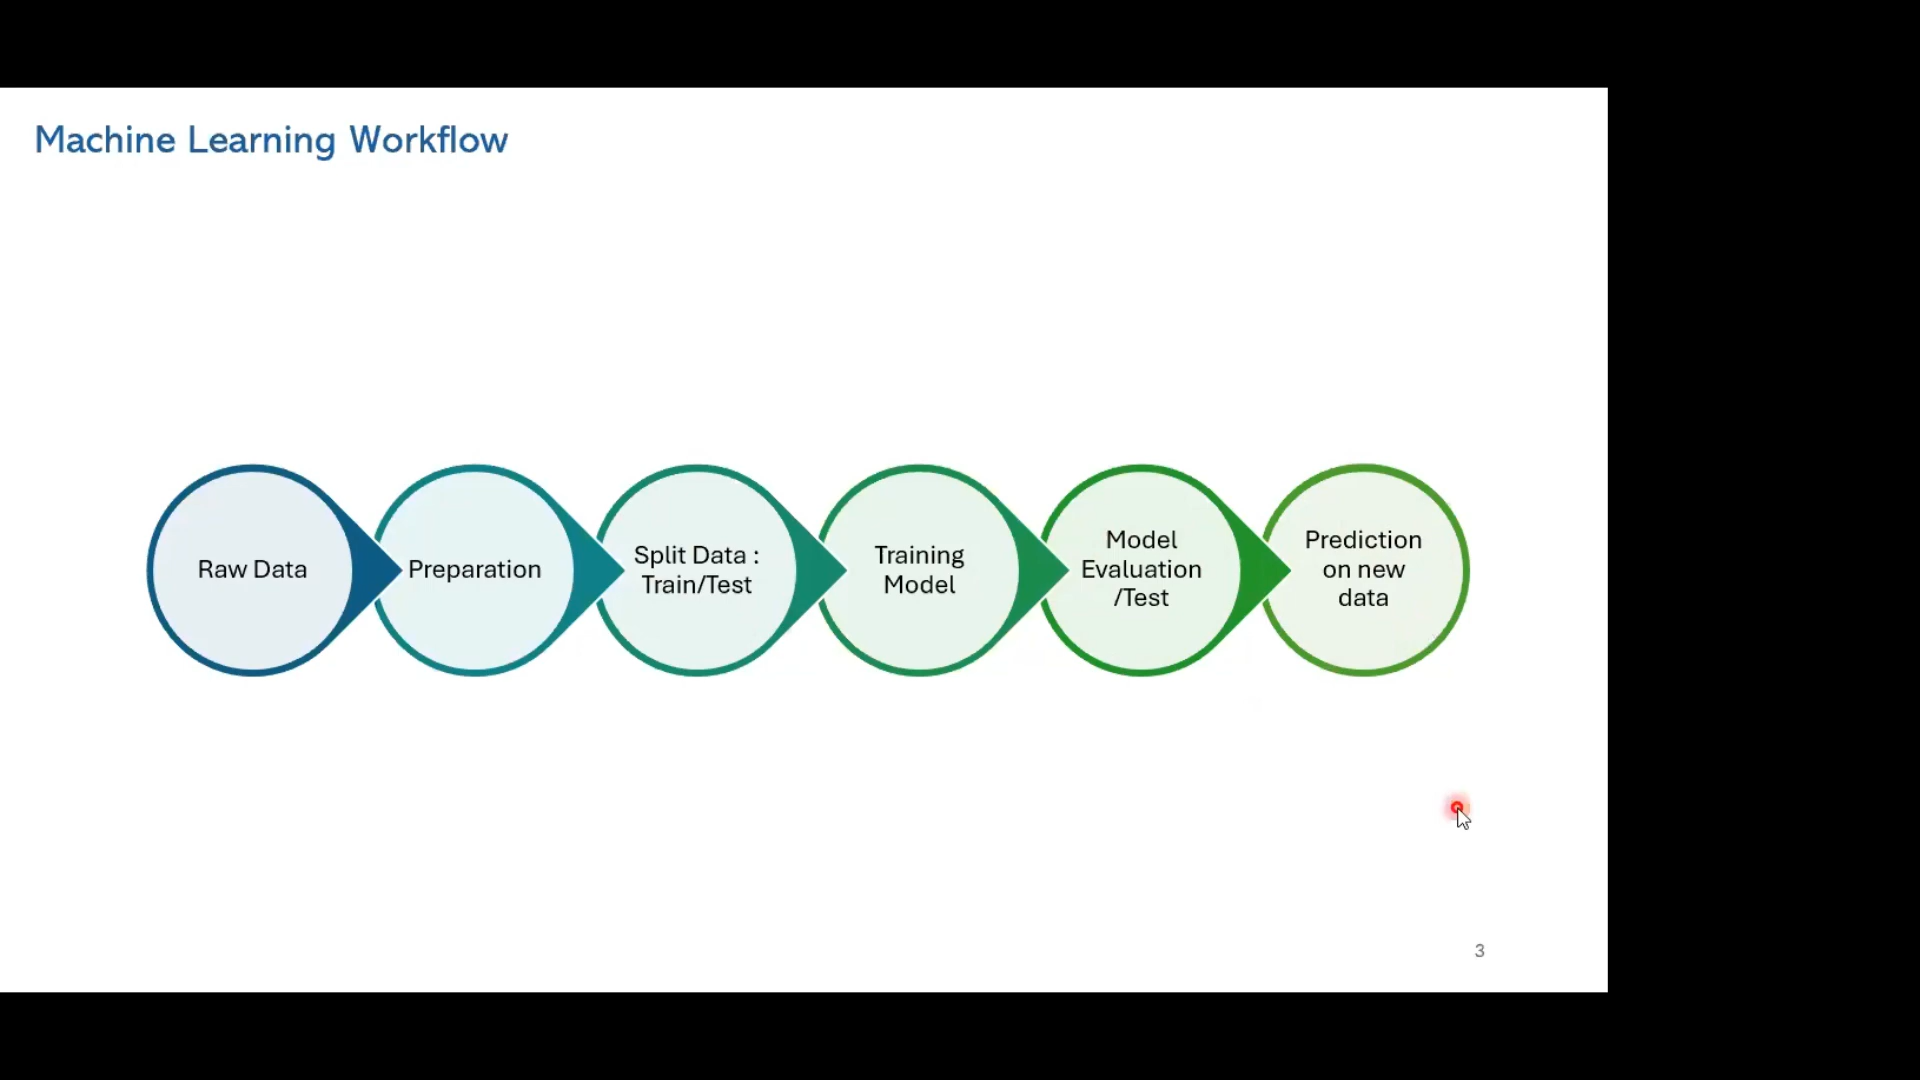 Machine Learning Workflow
Raw Data
Preparation
Split Data :
Train/Test
Training
Model
Model
Evaluation
/Test
Prediction
on new
data
3